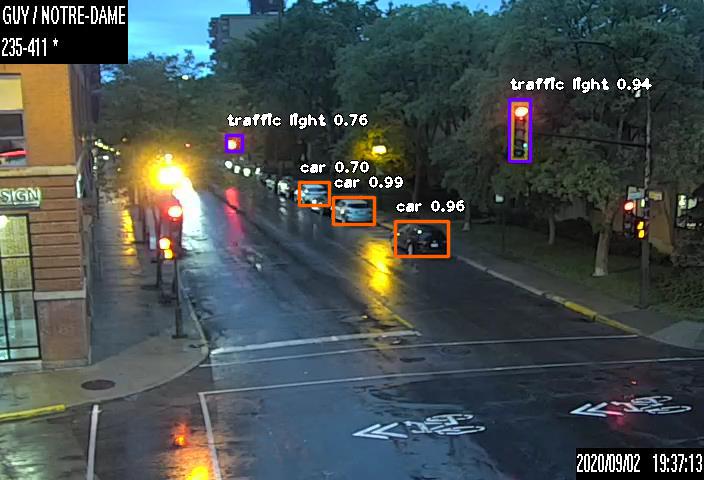 GUY / NOTRE-DAME
235-411 *
traffic light 0.94
traffic light 0.76
car 0.70
car 0.99
car 0.96
SIGN
2020/09/02 19:37:13